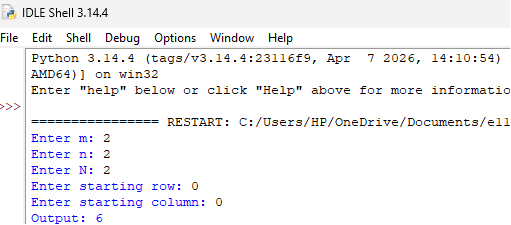 IDLE Shell 3.14.4
File Edit Shell Debug Options Window Help
Python 3.14.4 (tags/v3.14.4:23116f9, Apr 7 2026, 14:10:54)
AMD64)] on win32
Enter "help" below or click "Help" above for more informatio
>>>
================ RESTART: C:/Users/HP/OneDrive/Documents/e11
Enter m: 2
Enter n: 2
Enter N: 2
Enter starting row: 0
Enter starting column: 0
Output: 6